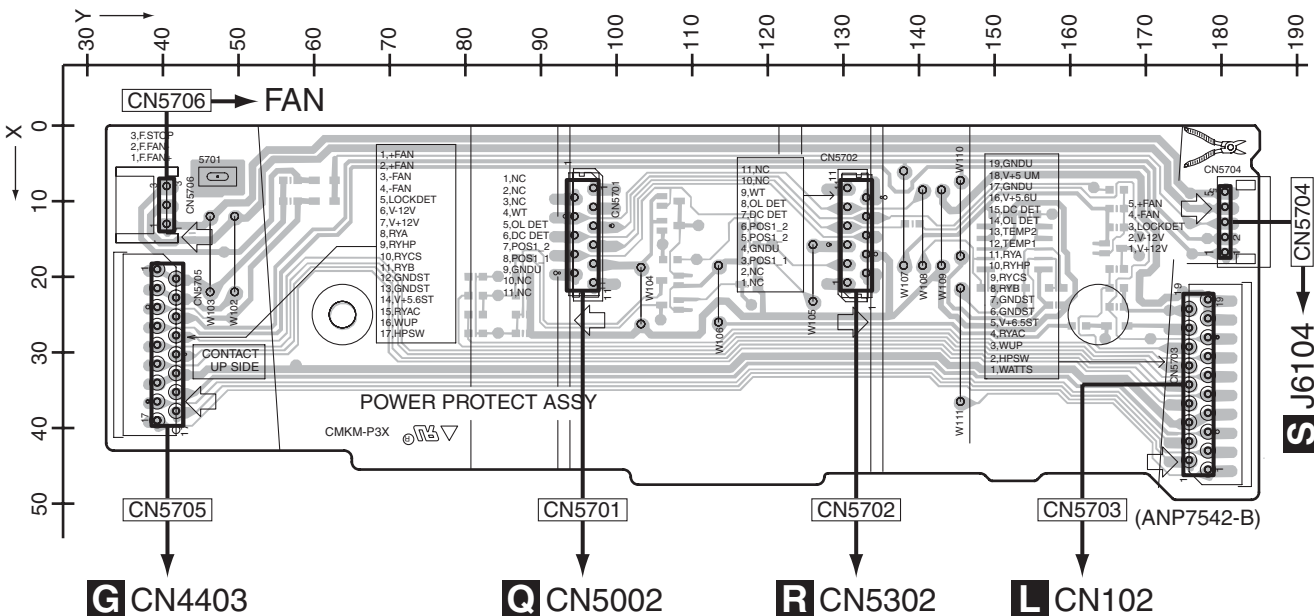 Y
30 40 50 60 70 80 90 100 110 120 130 140 150 160 170 180 190
X
0
10
20
30
40
50
CN5706
FAN
3,F.STOP
2,F.FAN-
1,F.FAN+
5701
3
3
1
CN5706
1,+FAN
2,+FAN
3,-FAN
4,-FAN
5,LOCKDET
6,V-12V
7,V+12V
8,RYA
9,RYHP
10,RYCS
11,RYB
12,GNDST
13,GNDST
14,V+5.6ST
15,RYAC
16,WUP
17,HPSW
CN5705
W103
W102
CONTACT
UP SIDE
17
POWER PROTECT ASSY
CMKM-P3X
1,NC
2,NC
3,NC
4,WT
5,OL DET
6,DC DET
7,POS1_2
8,POS1_1
9,GNDU
10,NC
11,NC
CN5701
W104
W106
11,NC
10,NC
9,WT
8,OL DET
7,DC DET
6,POS1_2
5,POS1_2
4,GNDU
3,POS1_1
2,NC
1,NC
CN5702
11
W105
W107
W108
W109
W110
W111
19,GNDU
18,V+5 UM
17,GNDU
16,V+5.6U
15,DC DET
14,OL DET
13,TEMP2
12,TEMP1
11,RYA
10,RYHP
9,RYCS
8,RYB
7,GNDST
6,GNDST
5,V+6.5ST
4,RYAC
3,WUP
2,HPSW
1,WATTS
CN5704
5,+FAN
4,-FAN
3,LOCKDET
2,V-12V
1,V+12V
CN5703
19
19
1
1
CN5704
S J6104
CN5705
CN5701
CN5702
CN5703
(ANP7542-B)
G CN4403
Q CN5002
R CN5302
L CN102